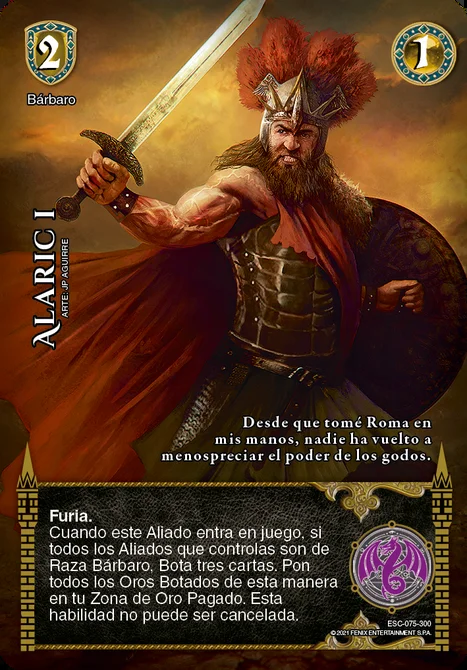 2
1
Bárbaro
ALARIC I
ARTE: JP AGUIRRE
Desde que tomé Roma en
mis manos, nadie ha vuelto a
menospreciar el poder de los godos.
Furia.
Cuando este Aliado entra en juego, si
todos los Aliados que controlas son de
Raza Bárbaro, Bota tres cartas. Pon
todos los Oros Botados de esta manera
en tu Zona de Oro Pagado. Esta
habilidad no puede ser cancelada.
ESC-075-300
©2021 FENIX ENTERTAINMENT S.P.A.